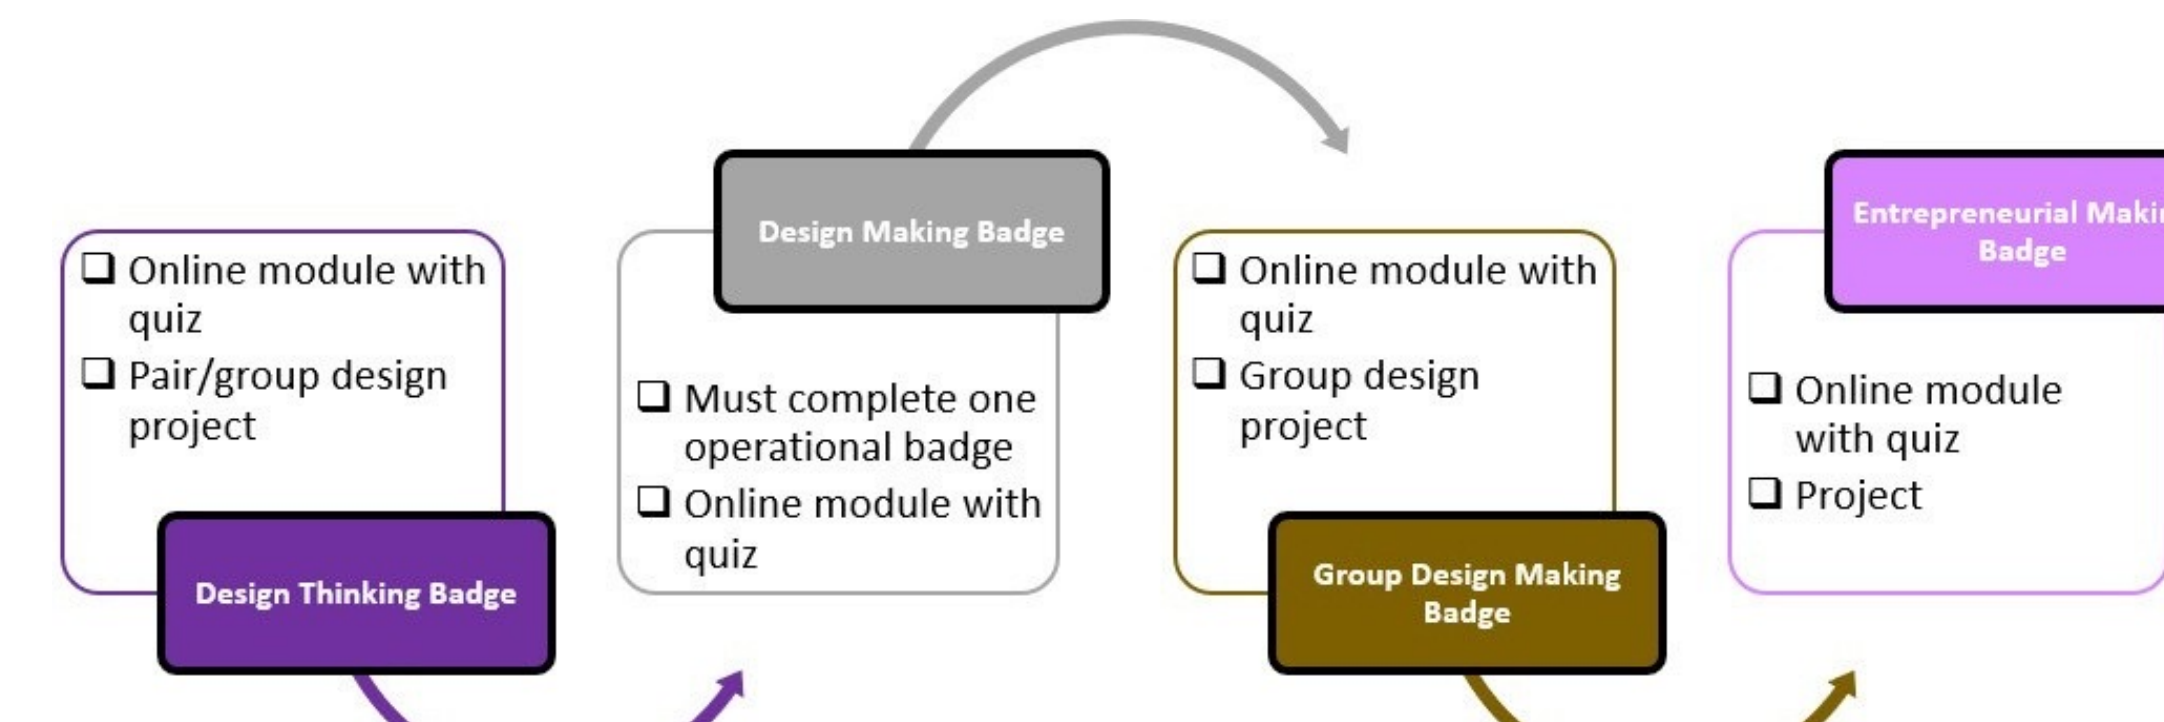 Online module with
quiz
Pair/group design
project
Design Thinking Badge
Design Making Badge
Must complete one
operational badge
Online module with
quiz
Online module with
quiz
Group design
project
Group Design Making
Badge
Entrepreneurial
Badge
Online module
with quiz
Project